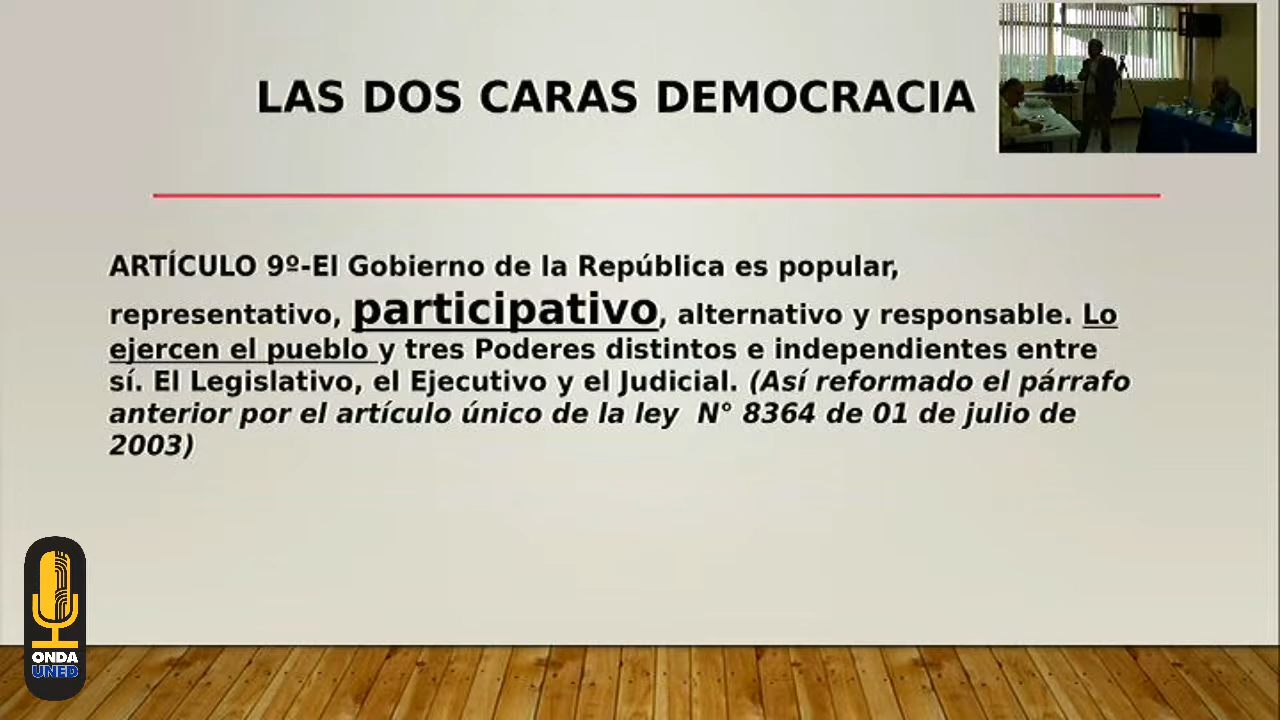 LAS DOS CARAS DEMOCRACIA
ARTÍCULO 9º-El Gobierno de la República es popular,
representativo, participativo, alternativo y responsable. Lo
ejercen el pueblo y tres Poderes distintos e independientes entre
sí. El Legislativo, el Ejecutivo y el Judicial. (Así reformado el párrafo
anterior por el artículo único de la ley  N° 8364 de 01 de julio de
2003)
ONDA
UNED